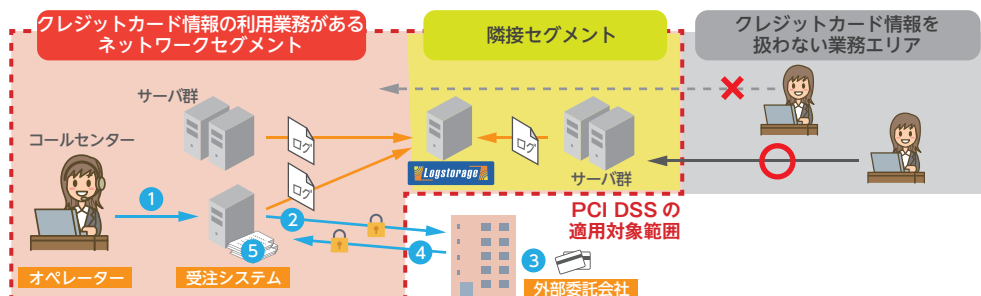 クレジットカード情報の利用業務がある
ネットワークセグメント
隣接セグメント
クレジットカード情報を
扱わない業務エリア
サーバ群
コールセンター
ログ
ログ
ログ
Logstorage
サーバ群
1
2
3
4
5
PCI DSSの
適用対象範囲
オペレーター
受注システム
外部委託会社